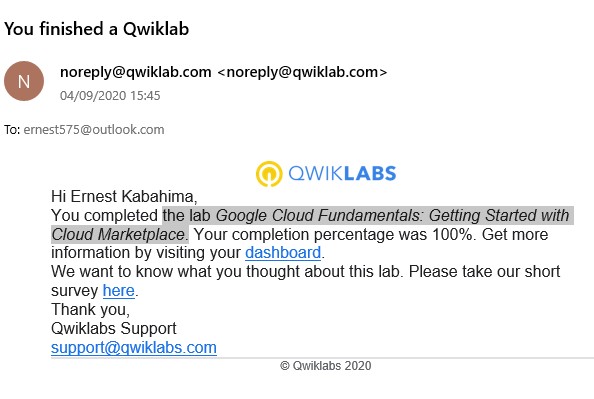 You finished a Qwiklab
N
noreply@qwiklab.com <noreply@qwiklab.com>
04/09/2020 15:45
To: ernest575@outlook.com
QWIKLABS
Hi Ernest Kabahima,
You completed the lab Google Cloud Fundamentals: Getting Started with
Cloud Marketplace. Your completion percentage was 100%. Get more
information by visiting your dashboard.
We want to know what you thought about this lab. Please take our short
survey here.
Thank you,
Qwiklabs Support
support@qwiklabs.com
© Qwiklabs 2020